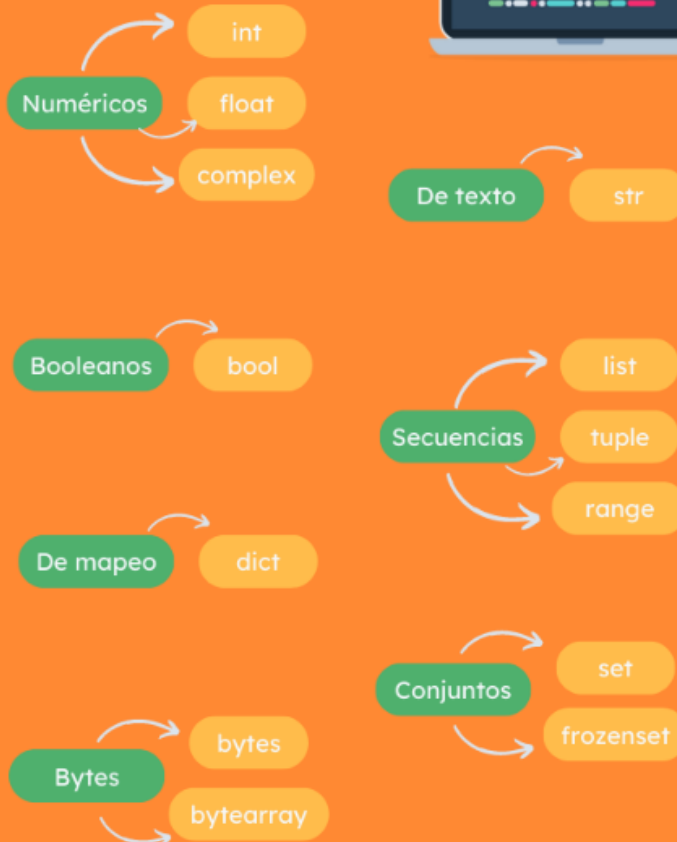 Numéricos
int
float
complex
De texto
str
Booleanos
bool
Secuencias
list
tuple
range
De mapeo
dict
Conjuntos
set
frozenset
Bytes
bytes
bytearray